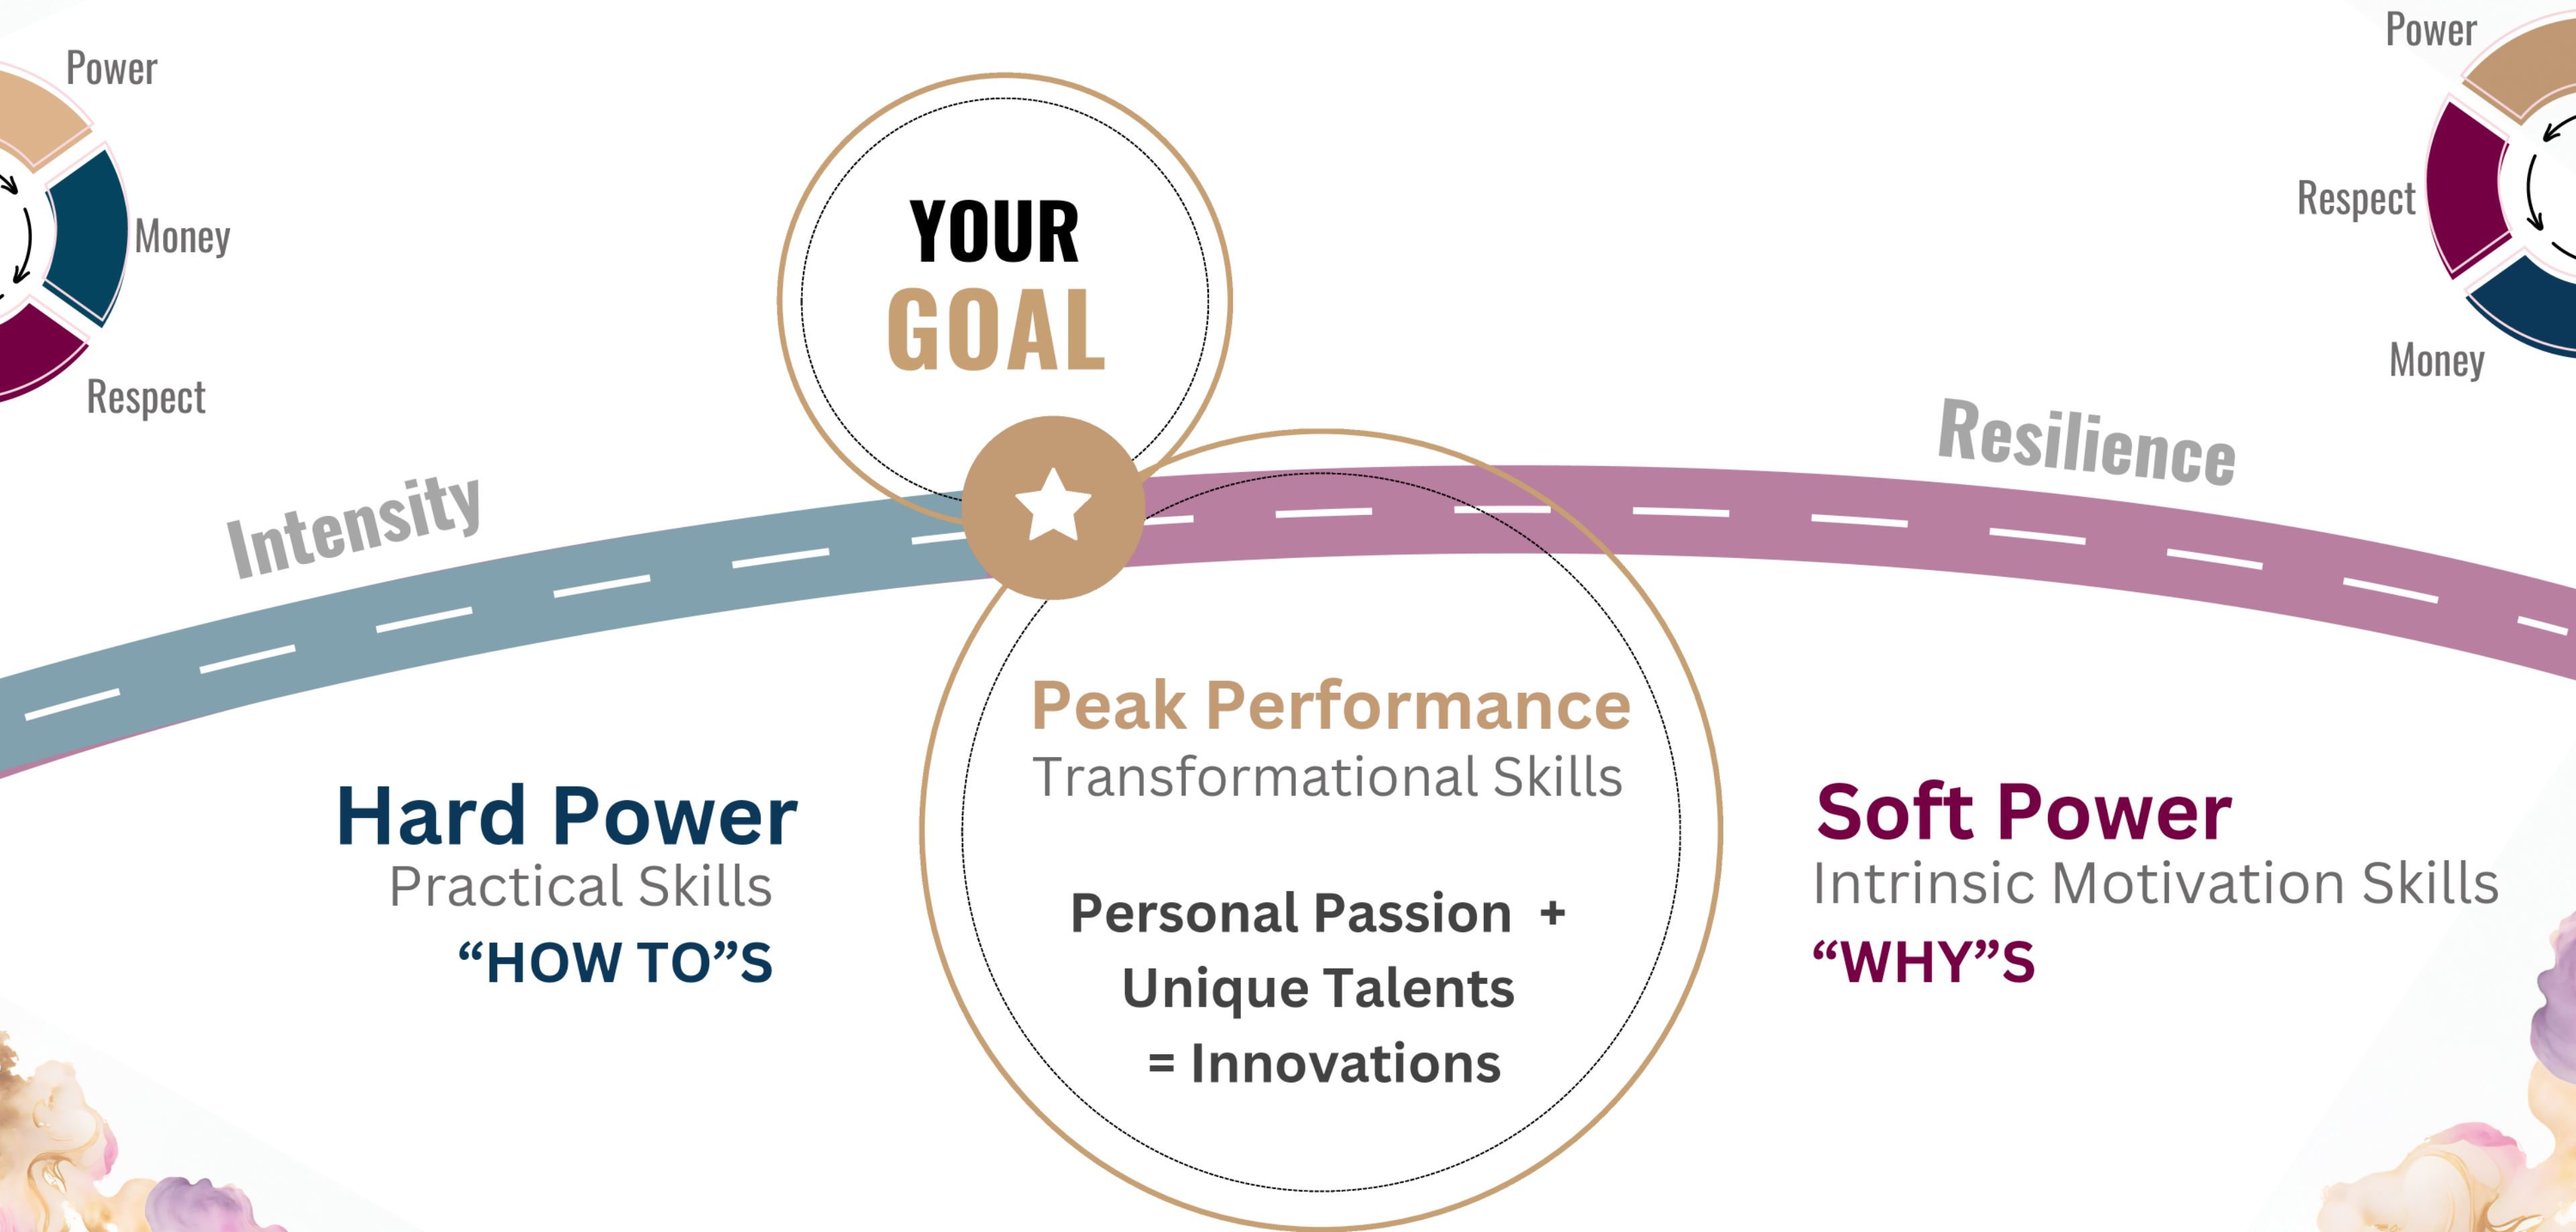 Power
Money
Respect
Power
Respect
Money
YOUR
GOAL
Intensity
Resilience
Hard Power
Practical Skills
“HOW TO”S
Peak Performance
Transformational Skills
Personal Passion +
Unique Talents
= Innovations
Soft Power
Intrinsic Motivation Skills
“WHY”S